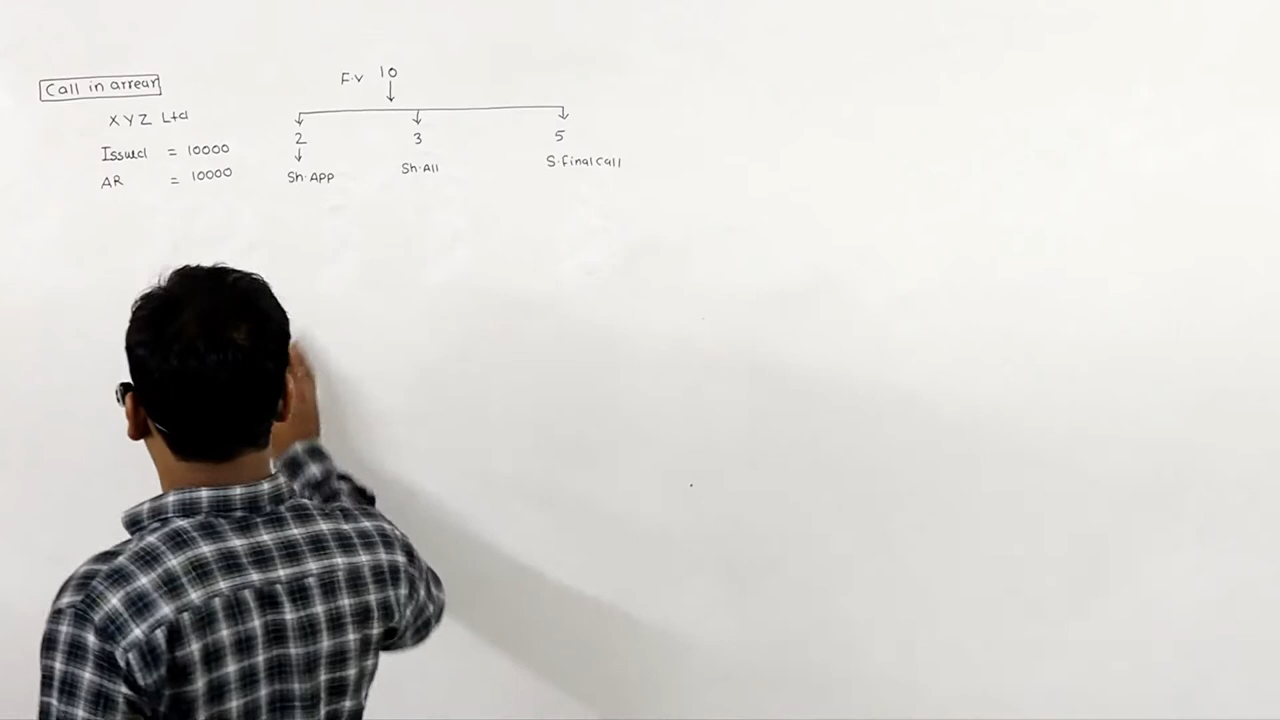 Call in arrear
XYZ Ltd
Issued = 10000
AR = 10000
F.v 10
2 3 5
Sh.APP Sh.All S.final call